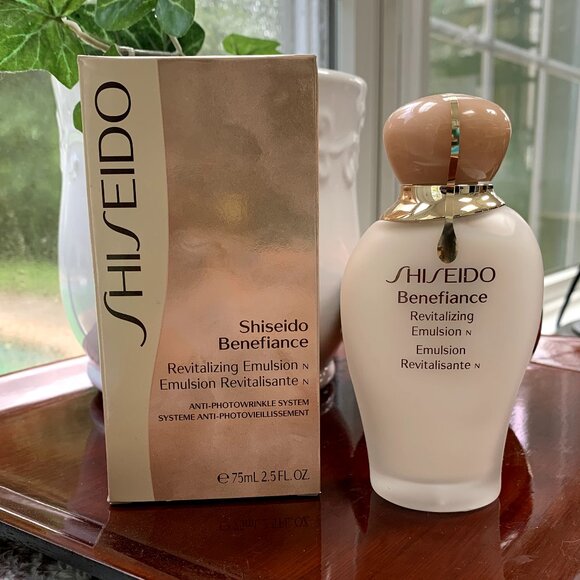 SHISEIDO
Shiseido
Benefiance
Revitalizing Emulsion N
Emulsion Revitalisante N
ANTI-PHOTOWRINKLE SYSTEM
SYSTEME ANTI-PHOTOVIEILLISSEMENT
e 75mL 2.5 FL.OZ.
SHISEIDO
Benefiance
Revitalizing
Emulsion N
Emulsion
Revitalisante N